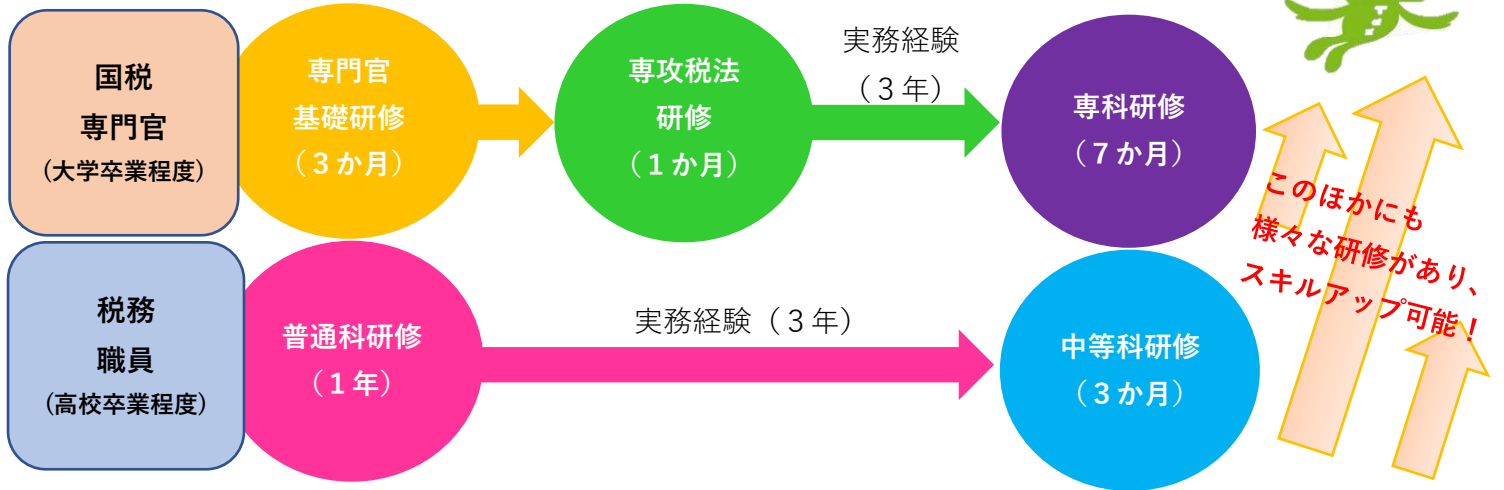 国税
専門官
(大学卒業程度)
専門官
基礎研修
（３か月）
専攻税法
研修
（１か月）
実務経験
（３年）
専科研修
（７か月）
このほかにも
様々な研修があり、
スキルアップ可能！
税務
職員
(高校卒業程度)
普通科研修
（１年）
実務経験（３年）
中等科研修
（３か月）